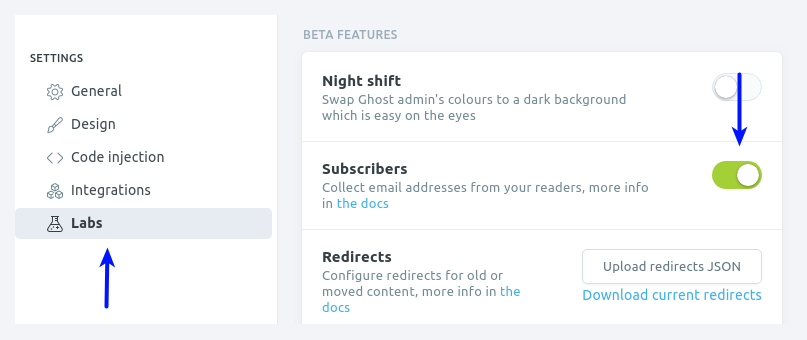 SETTINGS
General
Design
Code injection
Integrations
Labs
BETA FEATURES
Night shift
Swap Ghost admin's colours to a dark background
which is easy on the eyes
Subscribers
Collect email addresses from your readers, more info
in the docs
Redirects
Configure redirects for old or
moved content, more info in the
docs
Upload redirects JSON
Download current redirects